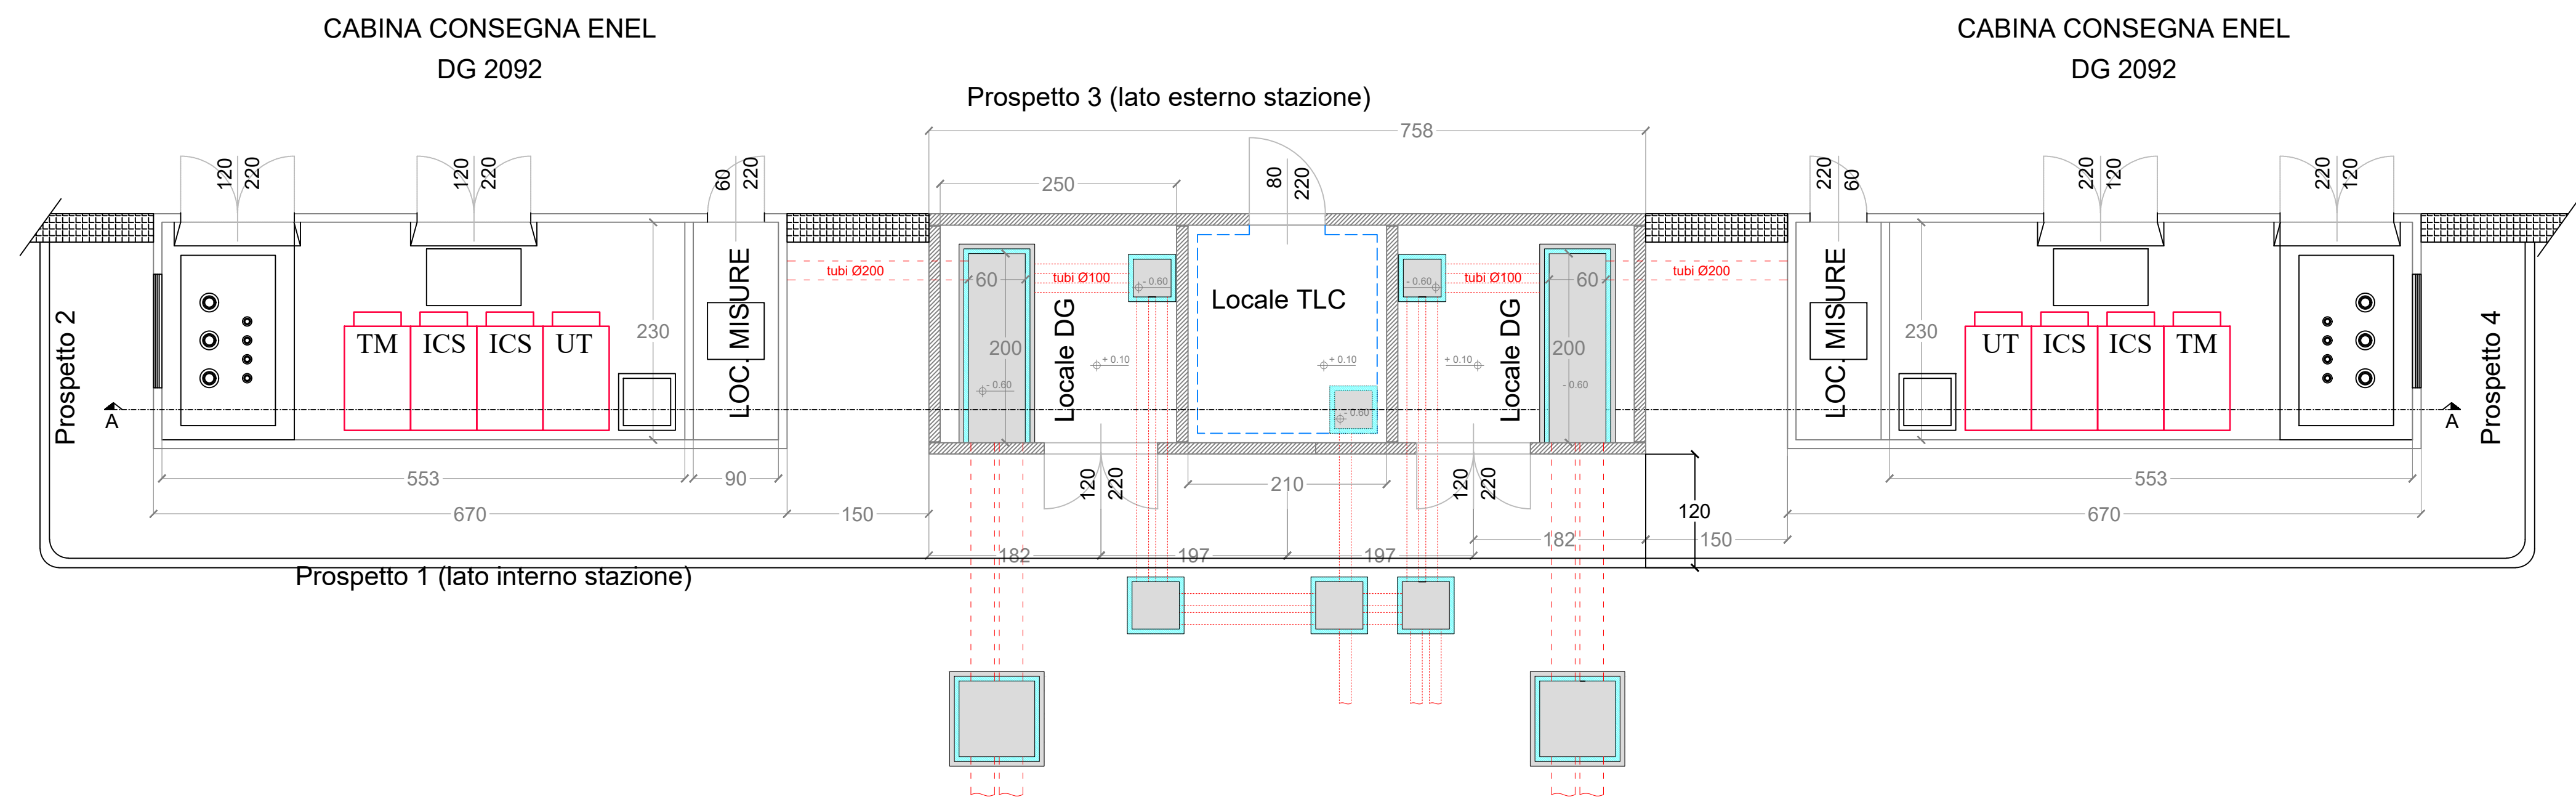 CABINA CONSEGNA ENEL
DG 2092
CABINA CONSEGNA ENEL
DG 2092
Prospetto 3 (lato esterno stazione)
758
250
120
220
120
220
60
220
80
220
220
60
220
120
220
120
Prospetto 2
TM
ICS
ICS
UT
230
LOC. MISURE
tubi Ø200
60
200
- 0.60
tubi Ø100
Locale DG
- 0.60
+ 0.10
Locale TLC
+ 0.10
- 0.60
- 0.60
tubi Ø100
Locale DG
+ 0.10
60
200
- 0.60
tubi Ø200
LOC. MISURE
230
UT
ICS
ICS
TM
Prospetto 4
A
A
553
90
670
150
120
220
210
120
220
120
553
670
182
197
197
182
150
Prospetto 1 (lato interno stazione)